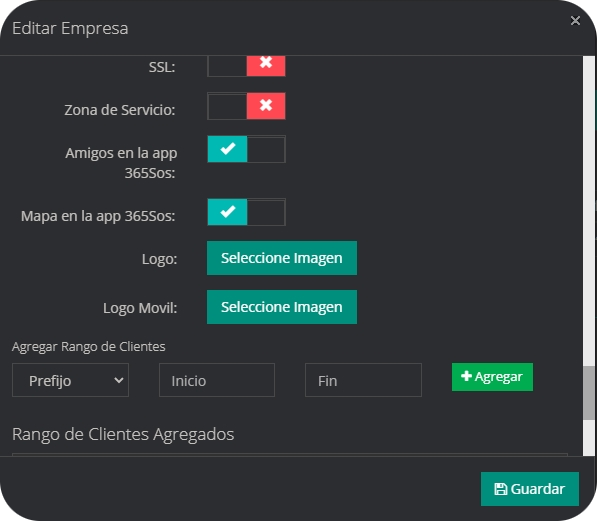 Editar Empresa
SSL:
Zona de Servicio:
Amigos en la app
365Sos:
Mapa en la app 365Sos:
Logo:
Seleccione Imagen
Logo Movil:
Seleccione Imagen
Agregar Rango de Clientes
Prefijo
Inicio
Fin
Agregar
Rango de Clientes Agregados
Guardar